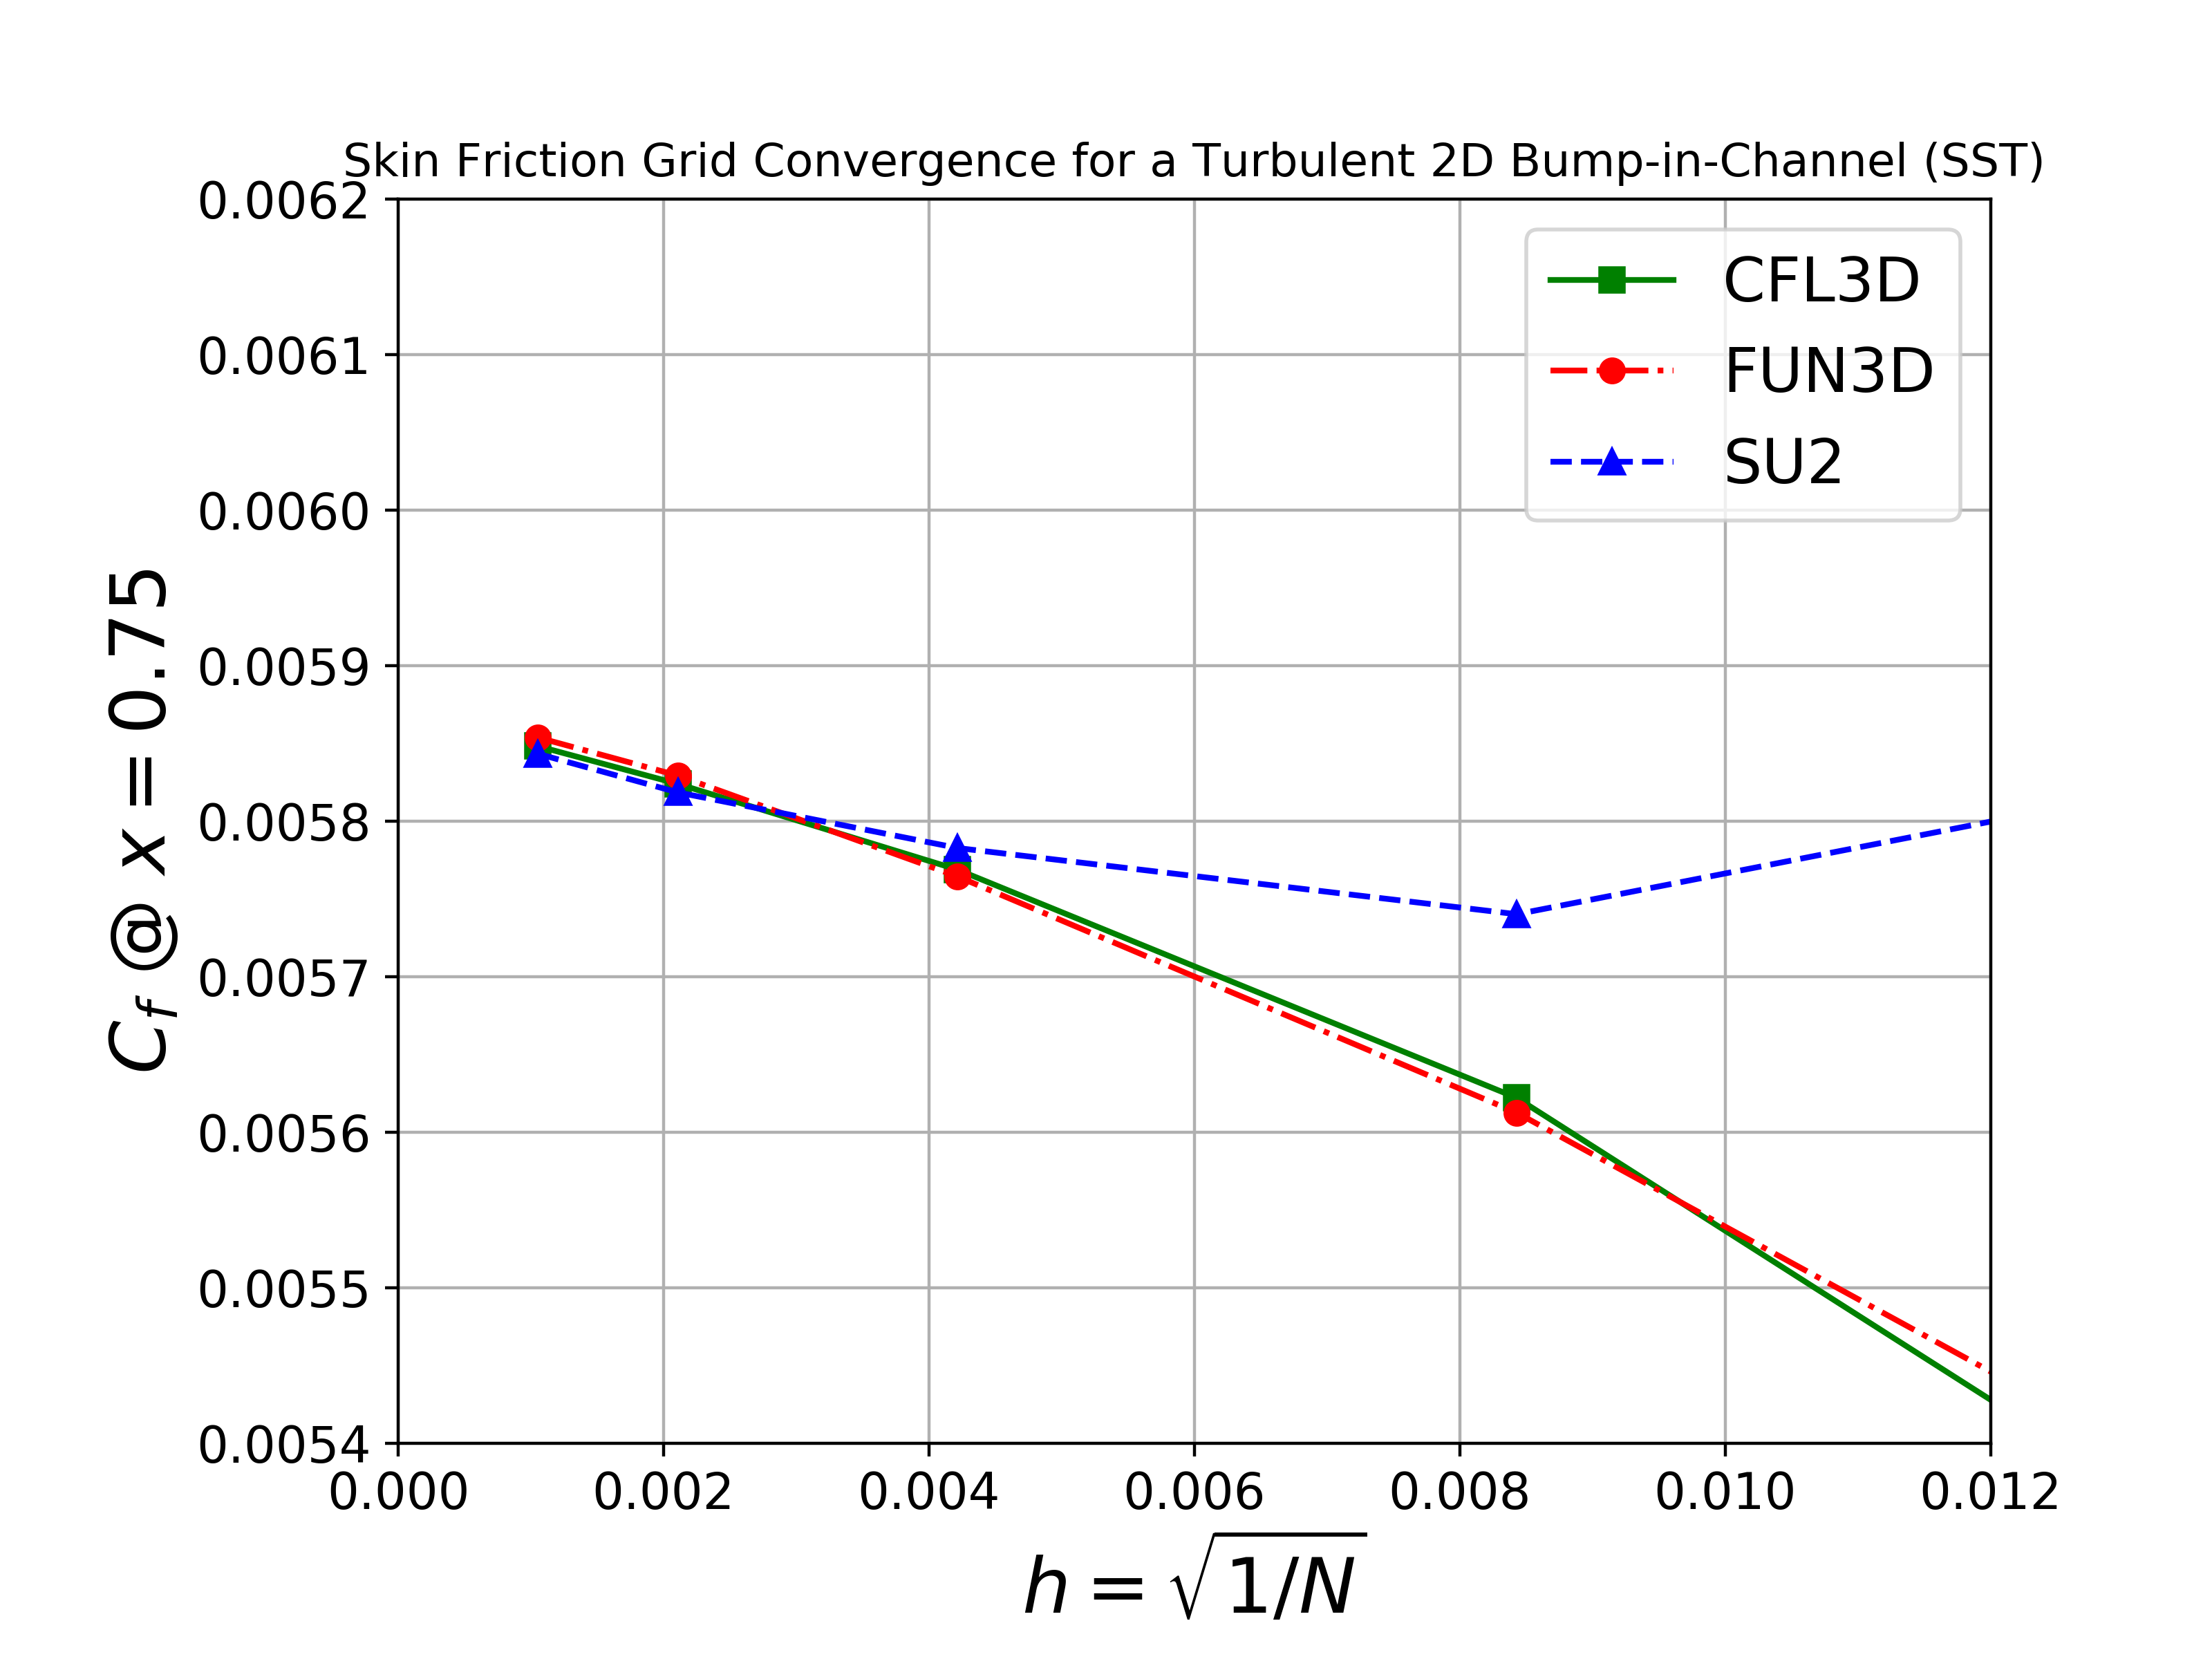 Skin Friction Grid Convergence for a Turbulent 2D Bump-in-Channel (SST)
0.0062
0.0061
0.0060
0.0059
0.0058
0.0057
0.0056
0.0055
0.0054
C_f @ x = 0.75
CFL3D
FUN3D
SU2
0.000 0.002 0.004 0.006 0.008 0.010 0.012
h = √1/N